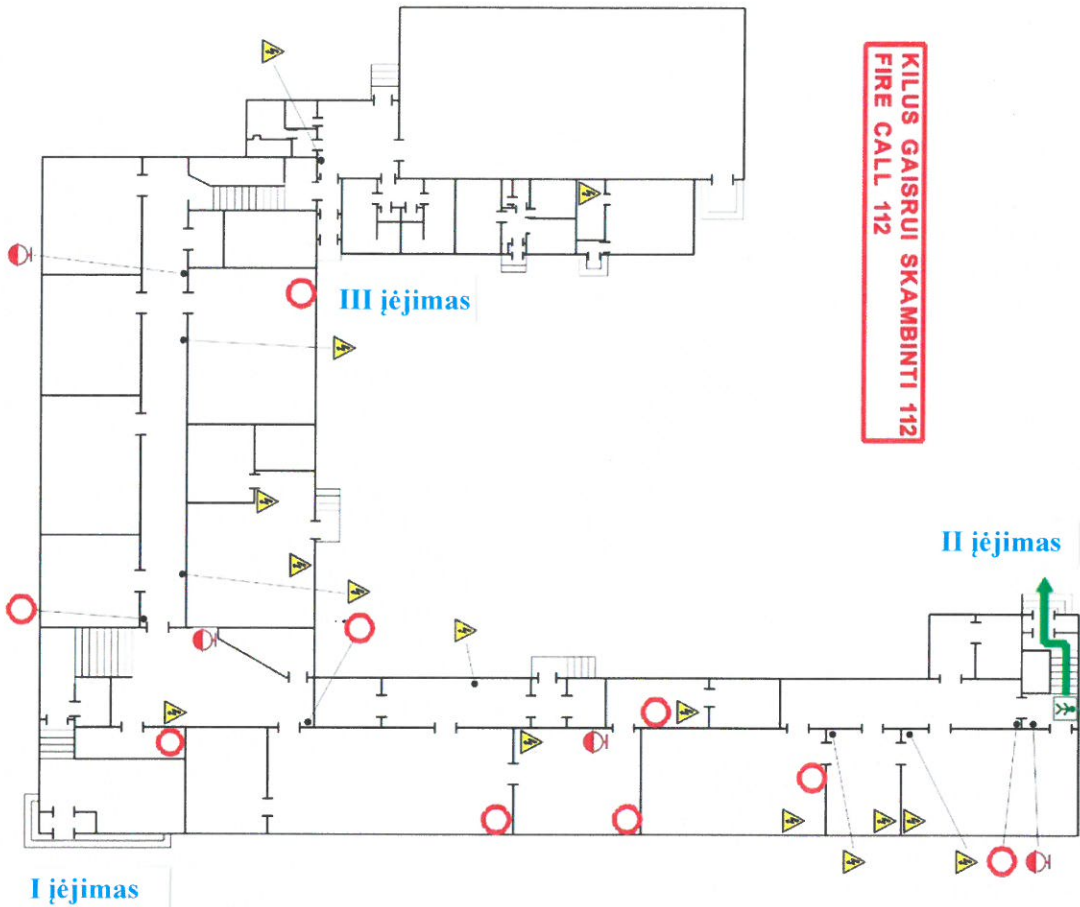 KILUS GAISRUI SKAMBINTI 112
FIRE CALL 112
III įėjimas
II įėjimas
I įėjimas